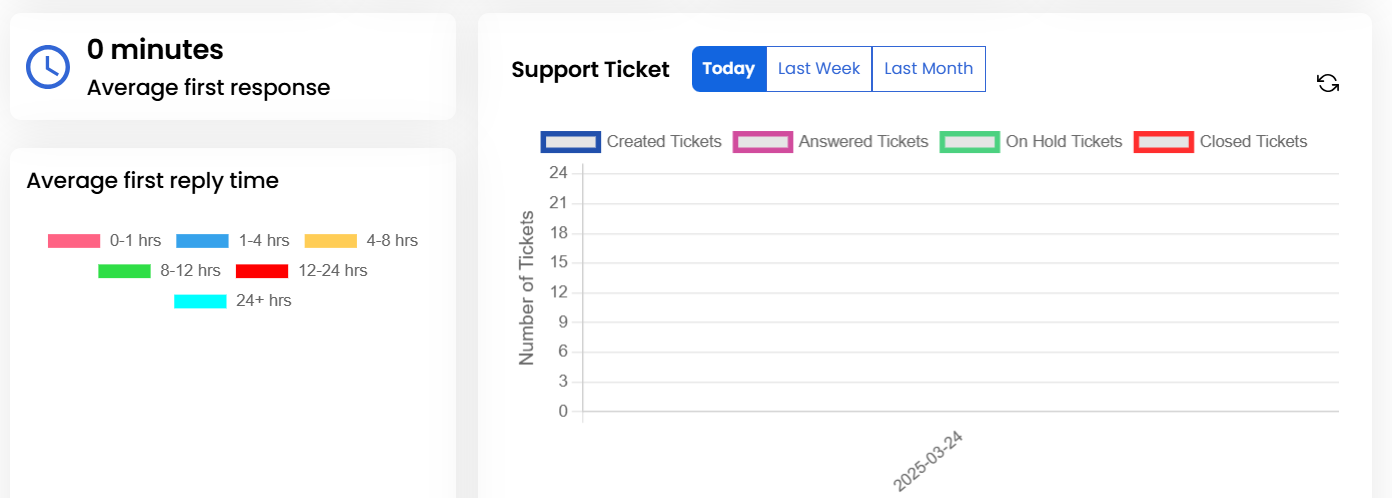 0 minutes
Average first response
Average first reply time
0-1 hrs 1-4 hrs 4-8 hrs
8-12 hrs 12-24 hrs
24+ hrs
Support Ticket Today Last Week Last Month
Created Tickets Answered Tickets On Hold Tickets Closed Tickets
Number of Tickets
24
21
18
15
12
9
6
3
0
2025-03-24